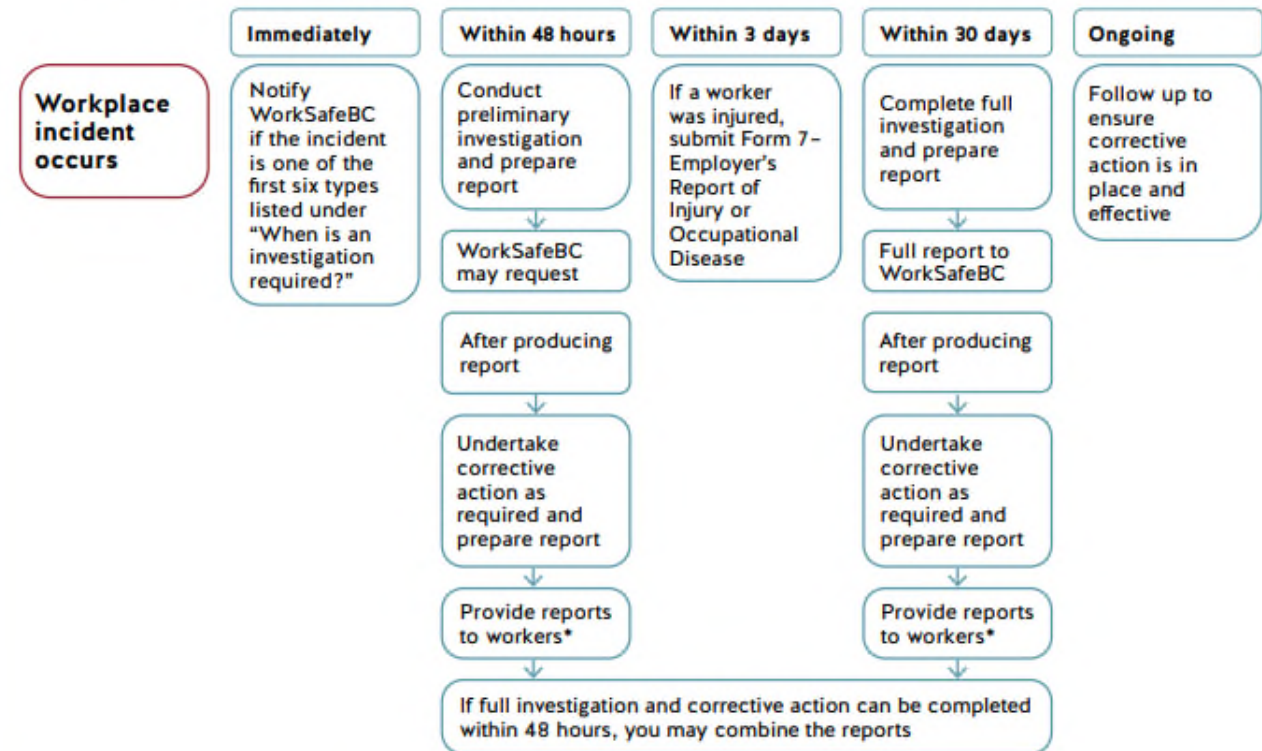 Immediately
Within 48 hours
Within 3 days
Within 30 days
Ongoing
Workplace
incident
occurs
Notify
WorkSafeBC
if the incident
is one of the
first six types
listed under
“When is an
investigation
required?”
Conduct
preliminary
investigation
and prepare
report
WorkSafeBC
may request
After producing
report
Undertake
corrective
action as
required and
prepare report
Provide reports
to workers*
If a worker
was injured,
submit Form 7–
Employer’s
Report of
Injury or
Occupational
Disease
Complete full
investigation
and prepare
report
Full report to
WorkSafeBC
After producing
report
Undertake
corrective
action as
required and
prepare report
Provide reports
to workers*
Follow up to
ensure
corrective
action is in
place and
effective
If full investigation and corrective action can be completed
within 48 hours, you may combine the reports